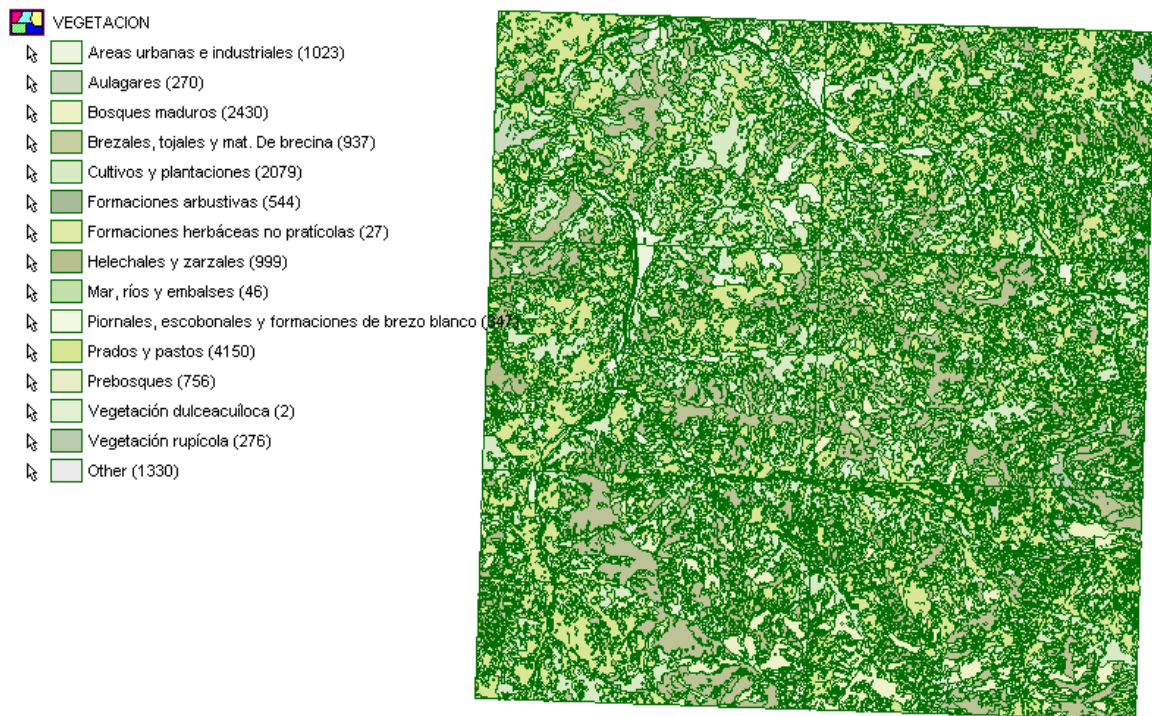 VEGETACION
Areas urbanas e industriales (1023)
Aulagares (270)
Bosques maduros (2430)
Brezales, tojales y mat. De brecina (937)
Cultivos y plantaciones (2079)
Formaciones arbustivas (544)
Formaciones herbáceas no pratícolas (27)
Helechales y zarzales (999)
Mar, ríos y embalses (46)
Piornales, escobonales y formaciones de brezo blanco (347)
Prados y pastos (4150)
Prebosques (756)
Vegetación dulceacuíloca (2)
Vegetación rupícola (276)
Other (1330)